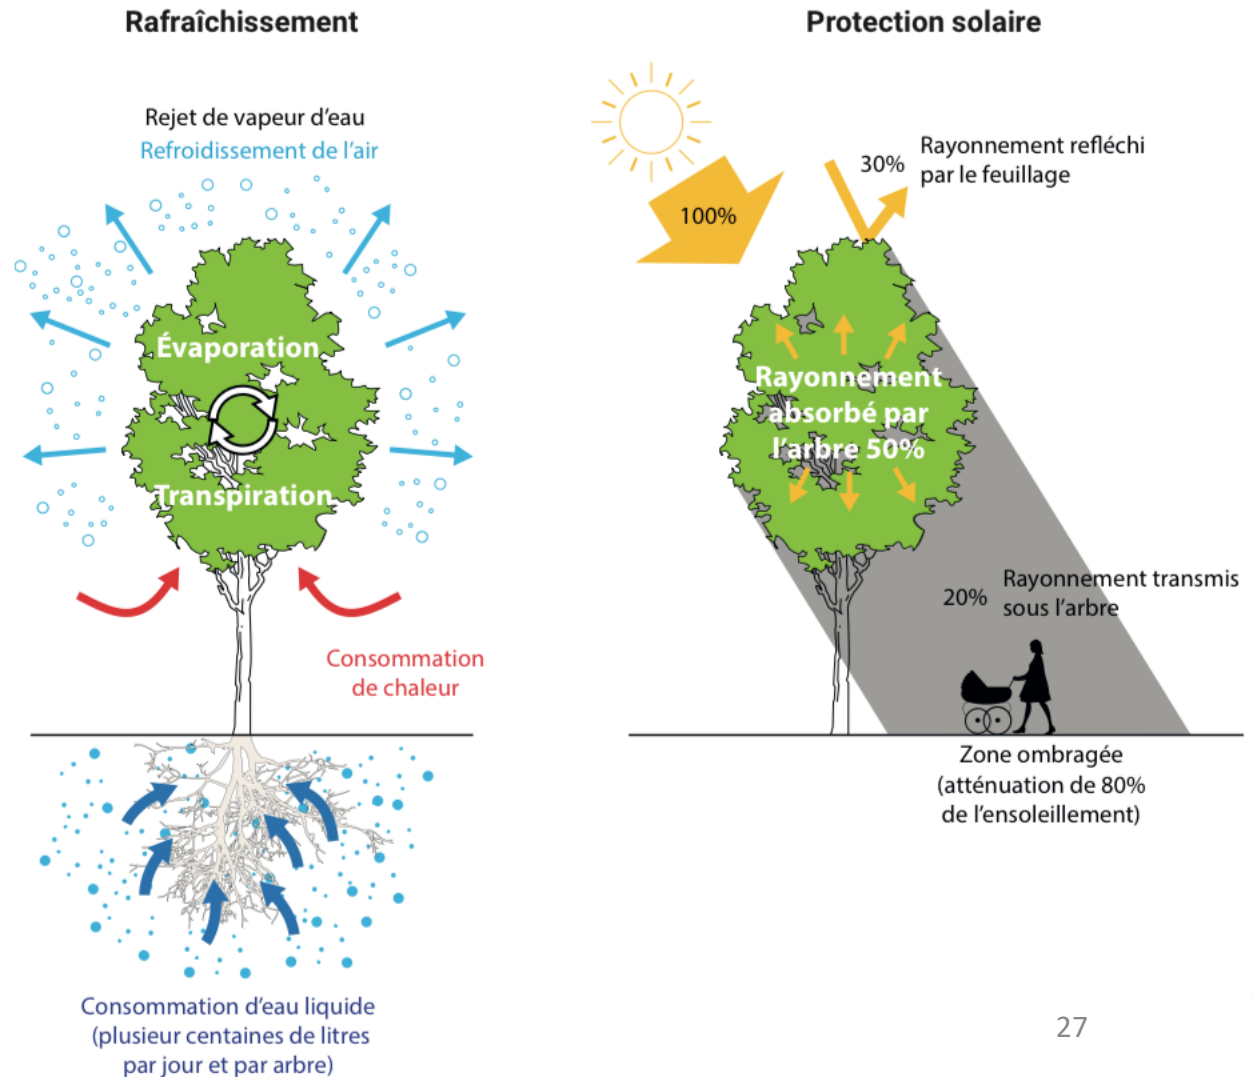 Rafraîchissement
Rejet de vapeur d'eau
Refroidissement de l'air
Évaporation
Transpiration
Consommation
de chaleur
Consommation d'eau liquide
(plusieur centaines de litres
par jour et par arbre)
Protection solaire
100%
30%
Rayonnement refléchi
par le feuillage
Rayonnement
absorbé par
l'arbre 50%
20%
Rayonnement transmis
sous l'arbre
Zone ombragée
(atténuation de 80%
de l'ensoleillement)
27